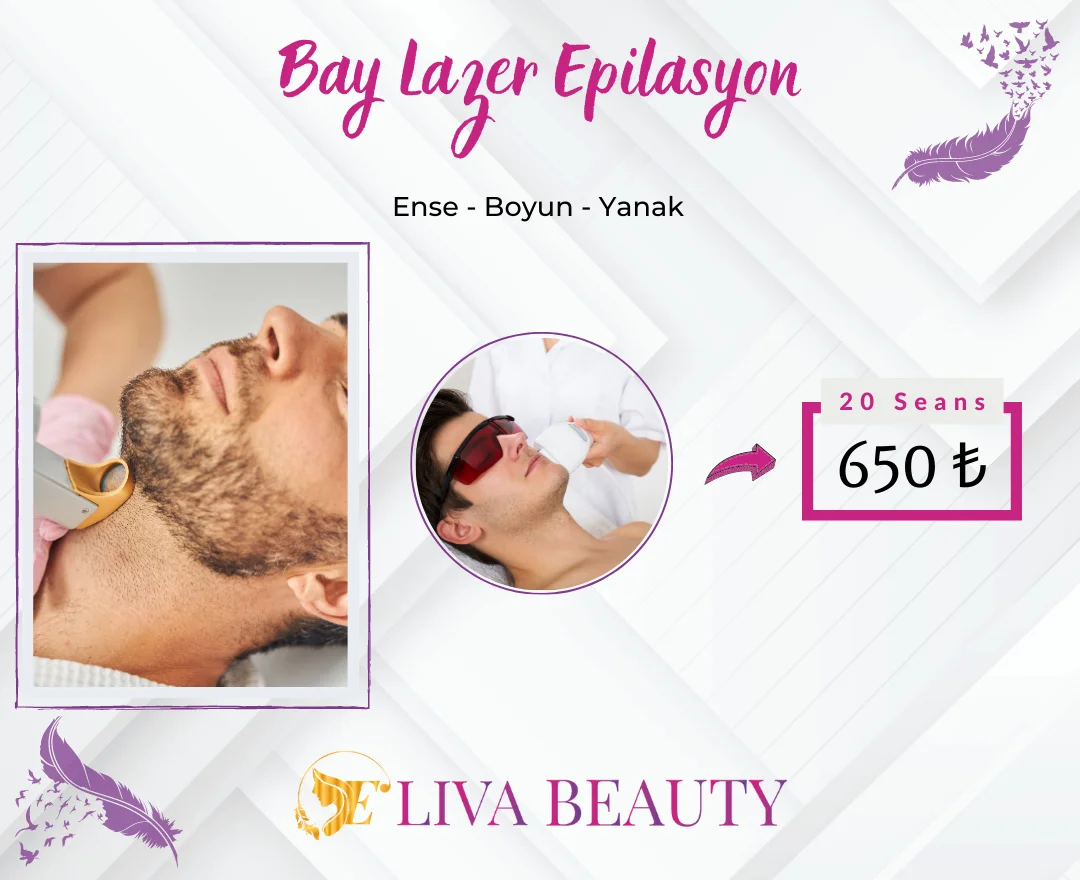 Bay Lazer Epilasyon
Ense - Boyun - Yanak
20 Seans
650 ₺
E LIVA BEAUTY